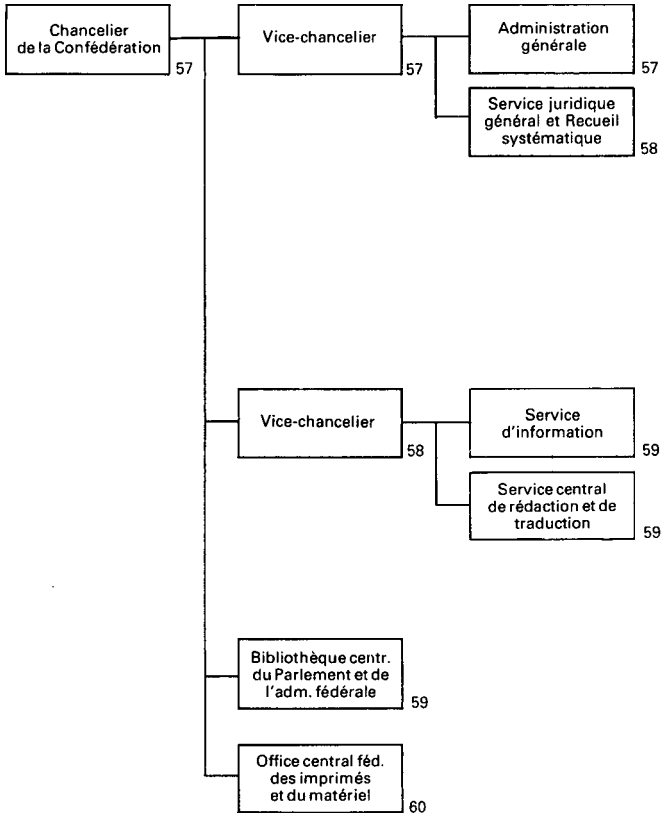 Chancelier
de la Confédération
57
Vice-chancelier
57
Administration
générale
57
Service juridique
général et Recueil
systématique
58
Vice-chancelier
58
Service
d'information
59
Service central
de rédaction et de
traduction
59
Bibliothèque centr.
du Parlement et de
l'adm. fédérale
59
Office central féd.
des imprimés
et du matériel
60